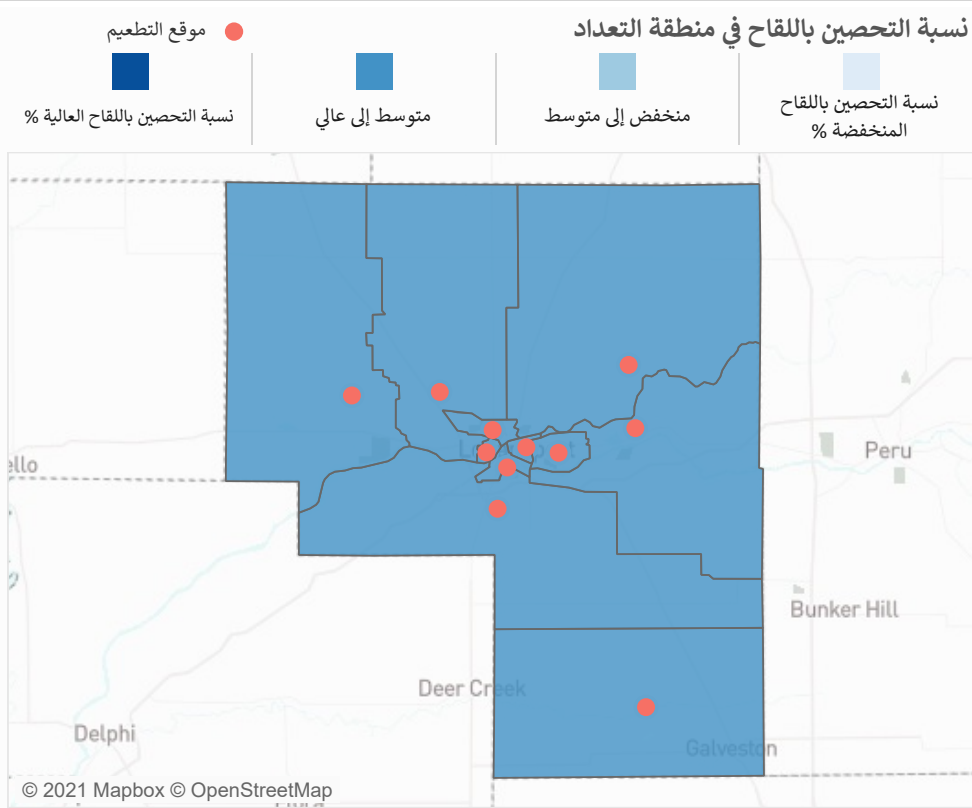 نسبة التحصين باللقاح في منطقة التعداد
موقع التطعيم
نسبة التحصين باللقاح
المنخفضة %
منخفض إلى متوسط
متوسط إلى عالي
نسبة التحصين باللقاح العالية %
ello
Peru
Bunker Hill
Deer Creek
Delphi
Galveston
© 2021 Mapbox © OpenStreetMap